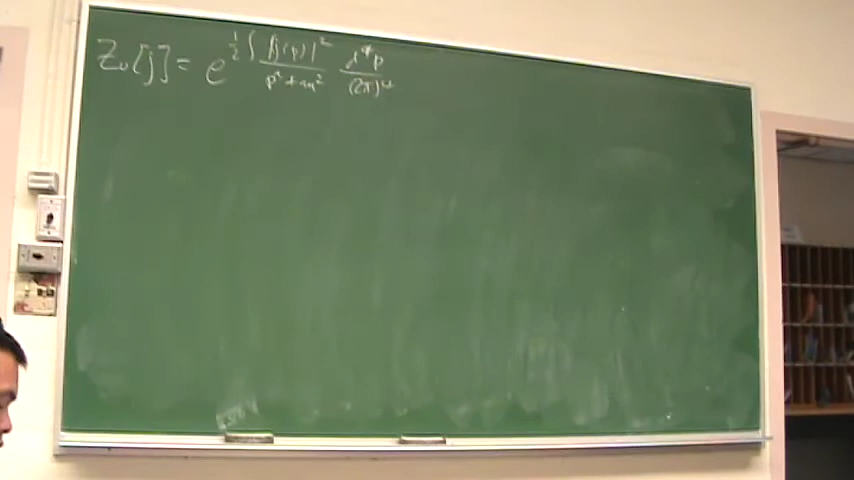 Z₀[j] = e^{½ ∫ |j(p)|² / (p² + m²) d⁴p / (2π)⁴}